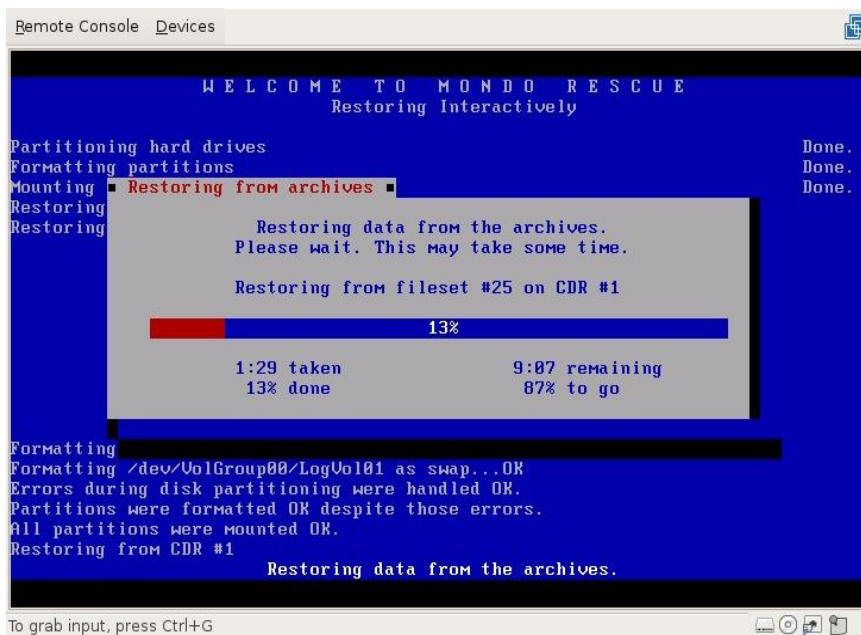 Remote Console Devices
W E L C O M E   T O   M O N D O   R E S C U E
Restoring Interactively
Partitioning hard drives Done.
Formatting partitions Done.
Mounting Done.
Restoring from archives
Restoring
Restoring
Restoring data from the archives.
Please wait. This may take some time.
Restoring from fileset #25 on CDR #1
13%
1:29 taken 9:07 remaining
13% done 87% to go
Formatting
Formatting /dev/VolGroup00/LogVol01 as swap...OK
Errors during disk partitioning were handled OK.
Partitions were formatted OK despite those errors.
All partitions were mounted OK.
Restoring from CDR #1
Restoring data from the archives.
To grab input, press Ctrl+G